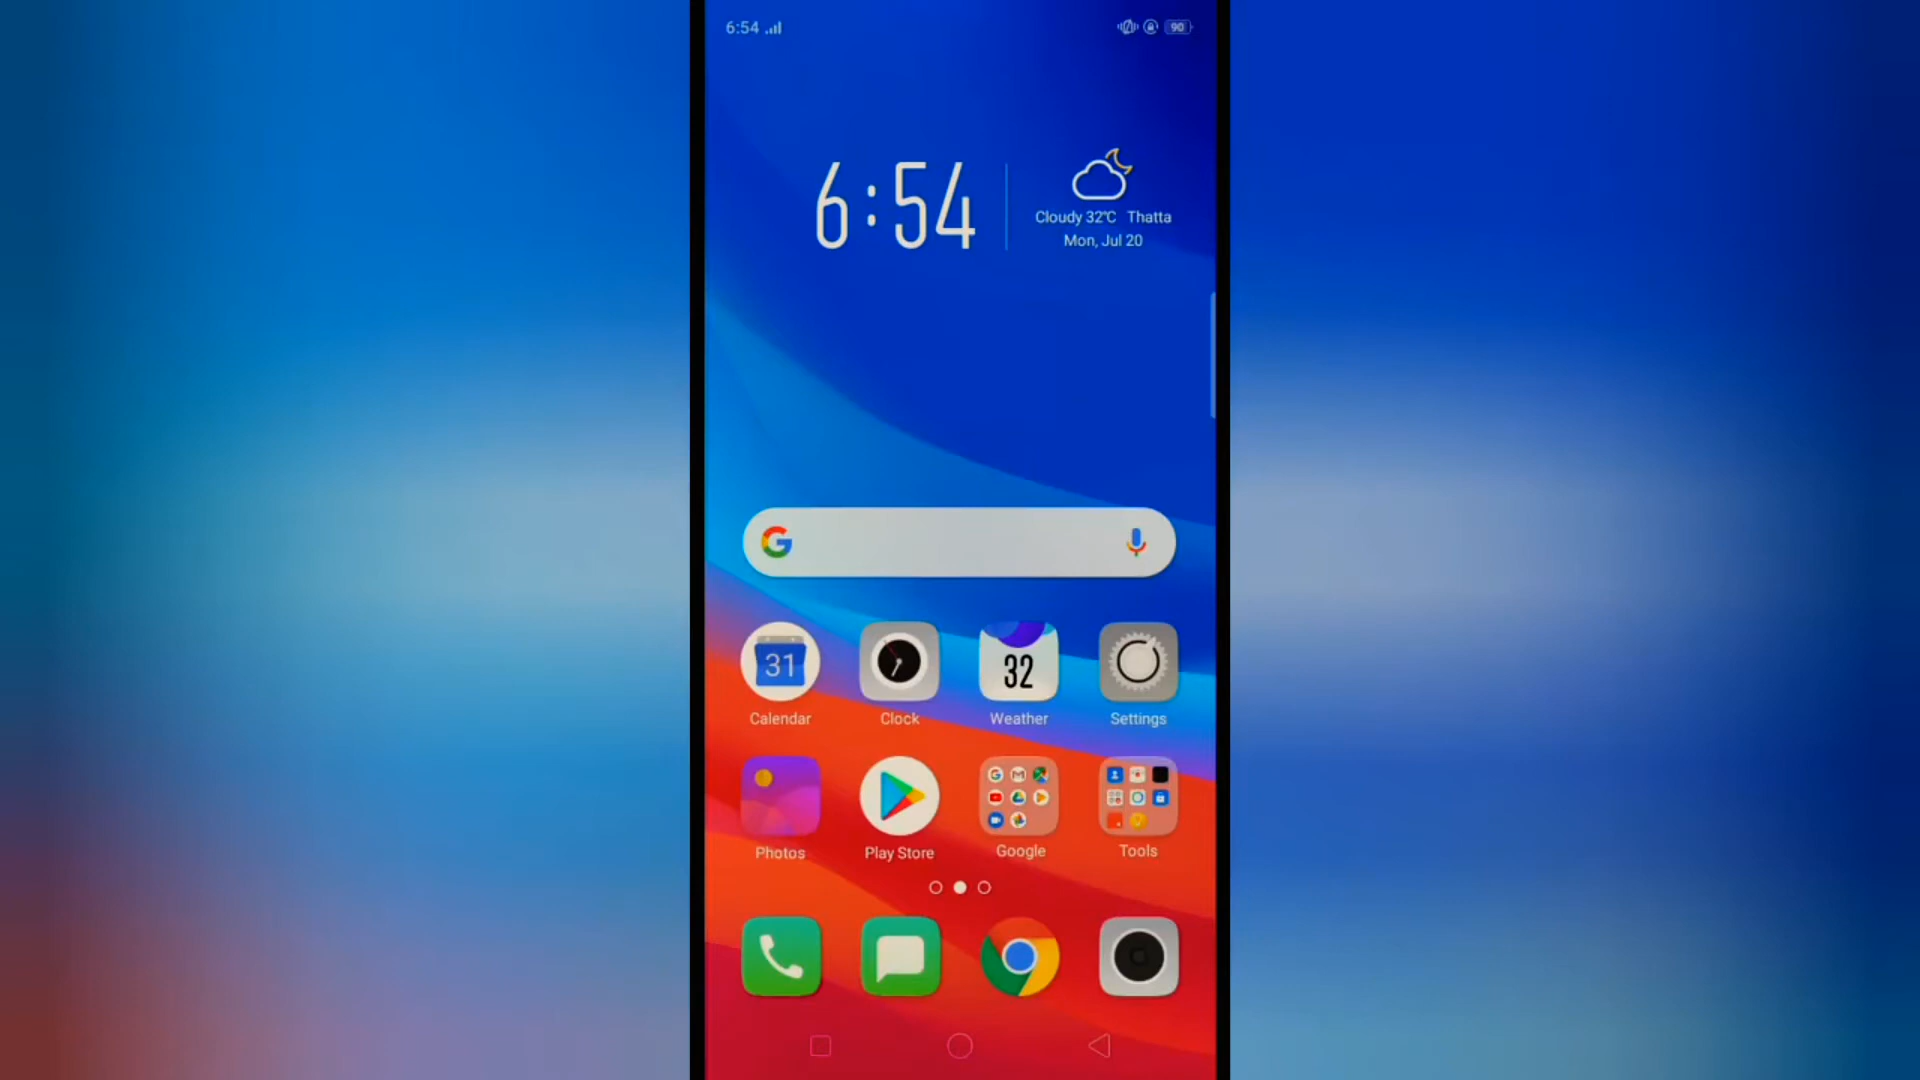 6:54
90
6:54
Cloudy 32°C Thatta
Mon, Jul 20
31
32
Calendar
Clock
Weather
Settings
Photos
Play Store
Google
Tools